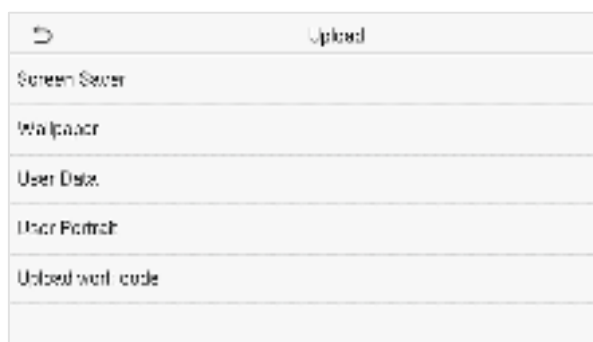 Upload
Screen Saver
Wallpaper
User Data
User Portrait
Upload work code